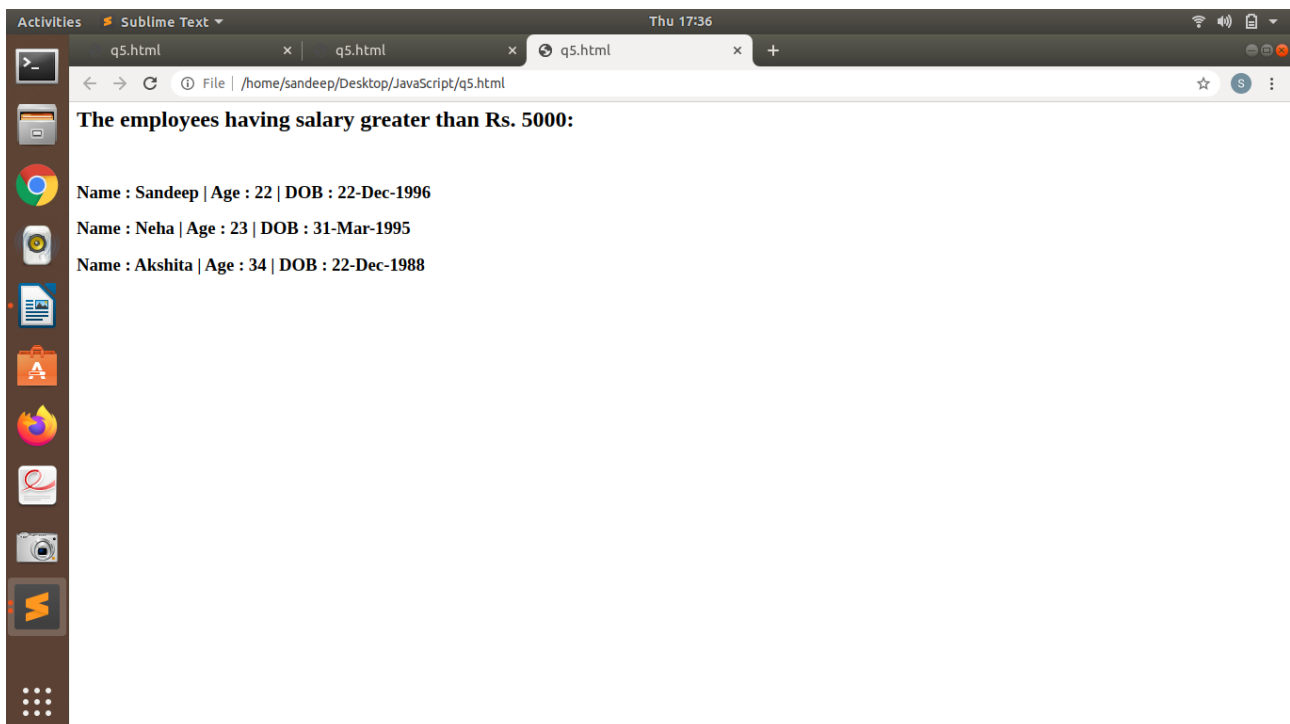 Activities Sublime Text Thu 17:36
q5.html × q5.html × q5.html × +
File | /home/sandeep/Desktop/JavaScript/q5.html S
The employees having salary greater than Rs. 5000:
Name : Sandeep | Age : 22 | DOB : 22-Dec-1996
Name : Neha | Age : 23 | DOB : 31-Mar-1995
Name : Akshita | Age : 34 | DOB : 22-Dec-1988